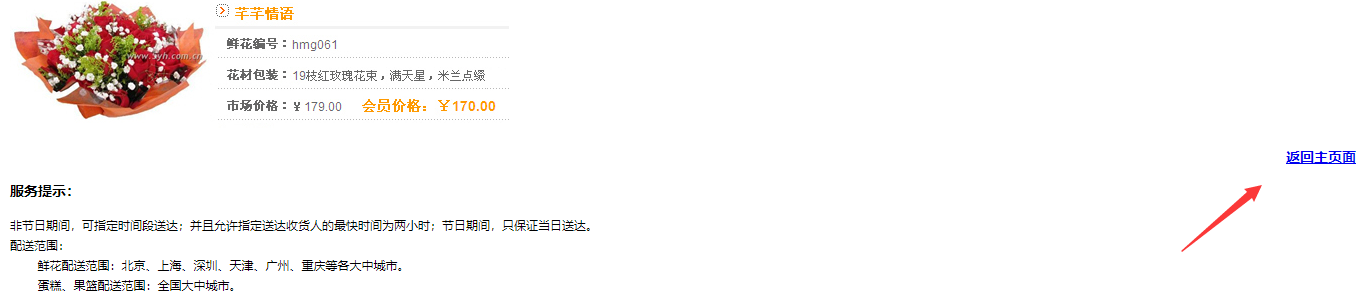 芊芊情语
www.5yh.com.cn
鲜花编号：hmg061
花材包装：19枝红玫瑰花束，满天星，米兰点缀
市场价格：￥179.00 会员价格：￥170.00
返回主页面
服务提示：
非节日期间，可指定时间段送达；并且允许指定送达收货人的最快时间为两小时；节日期间，只保证当日送达。
配送范围：
鲜花配送范围：北京、上海、深圳、天津、广州、重庆等各大中城市。
蛋糕、果篮配送范围：全国大中城市。